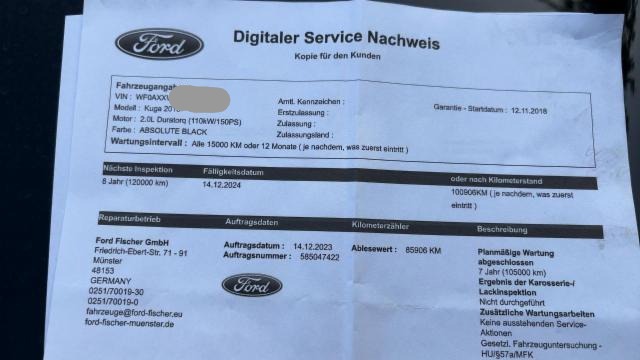 Ford
Digitaler Service Nachweis
Kopie für den Kunden
VIN : WF0AXX
Modell : Kuga
Motor : 2.0L Duratorq (110kW/150PS)
Farbe : ABSOLUTE BLACK
Wartungsintervall : Alle 15000 KM oder 12 Monate ( je nachdem, was zuerst eintritt )
Amtl. Kennzeichen :
Erstzulassung :
Zulassung :
Zulassungsland :
Garantie - Startdatum : 12.11.2018
Nächste Inspektion Fälligkeitsdatum oder nach Kilometerstand
8 Jahr (120000 km) 14.12.2024 100906KM ( je nachdem, was zuerst
eintritt )
Reparaturbetrieb Auftragsdaten Kilometerzähler Beschreibung
Ford Fischer GmbH
Friedrich-Ebert-Str. 71 - 91
Münster
48153
GERMANY
0251/70019-30
0251/70019-0
fahrzeuge@ford-fischer.eu
ford-fischer-muenster.de
Auftragsdatum : 14.12.2023
Auftragsnummer : 585047422
Ford
Ablesewert : 85906 KM
Planmäßige Wartung
abgeschlossen
7 Jahr (105000 km)
Ergebnis der Karosserie-/
Lackinspektion
Nicht durchgeführt
Zusätzliche Wartungsarbeiten
Keine ausstehenden Service-
Aktionen
Gesetzl. Fahrzeuguntersuchung -
HU/§57a/MFK